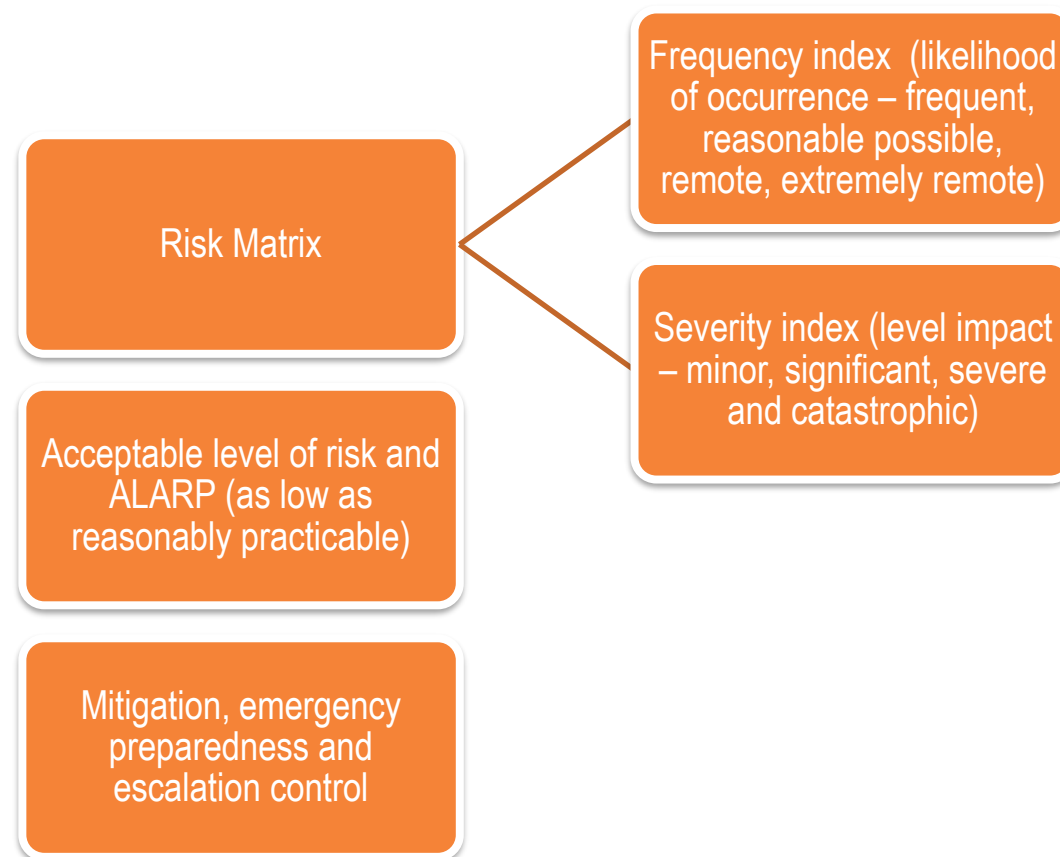 Risk Matrix
Frequency index  (likelihood
of occurrence – frequent,
reasonable possible,
remote, extremely remote)
Severity index (level impact
– minor, significant, severe
and catastrophic)
Acceptable level of risk and
ALARP (as low as
reasonably practicable)
Mitigation, emergency
preparedness and
escalation control